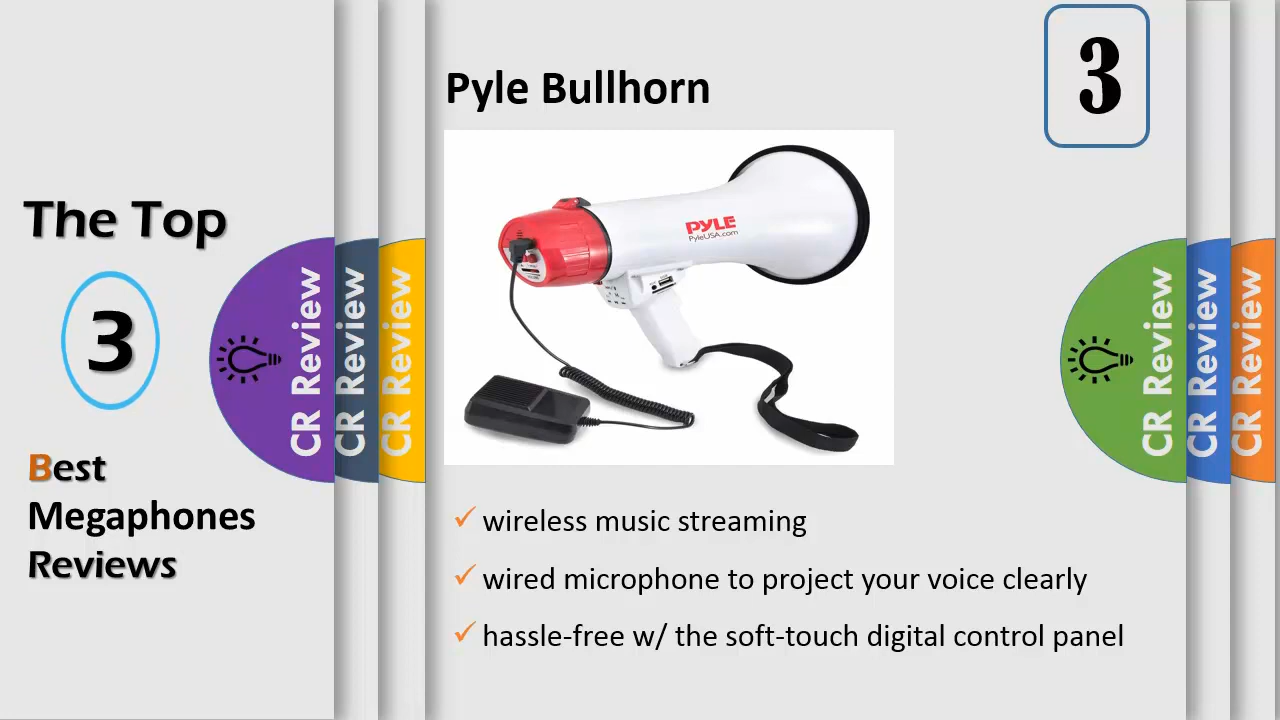 The Top
3
Best
Megaphones
Reviews
CR Review
CR Review
CR Review
Pyle Bullhorn
3
PYLE
PyleUSA.com
wireless music streaming
wired microphone to project your voice clearly
hassle-free w/ the soft-touch digital control panel
CR Review
CR Review
CR Review